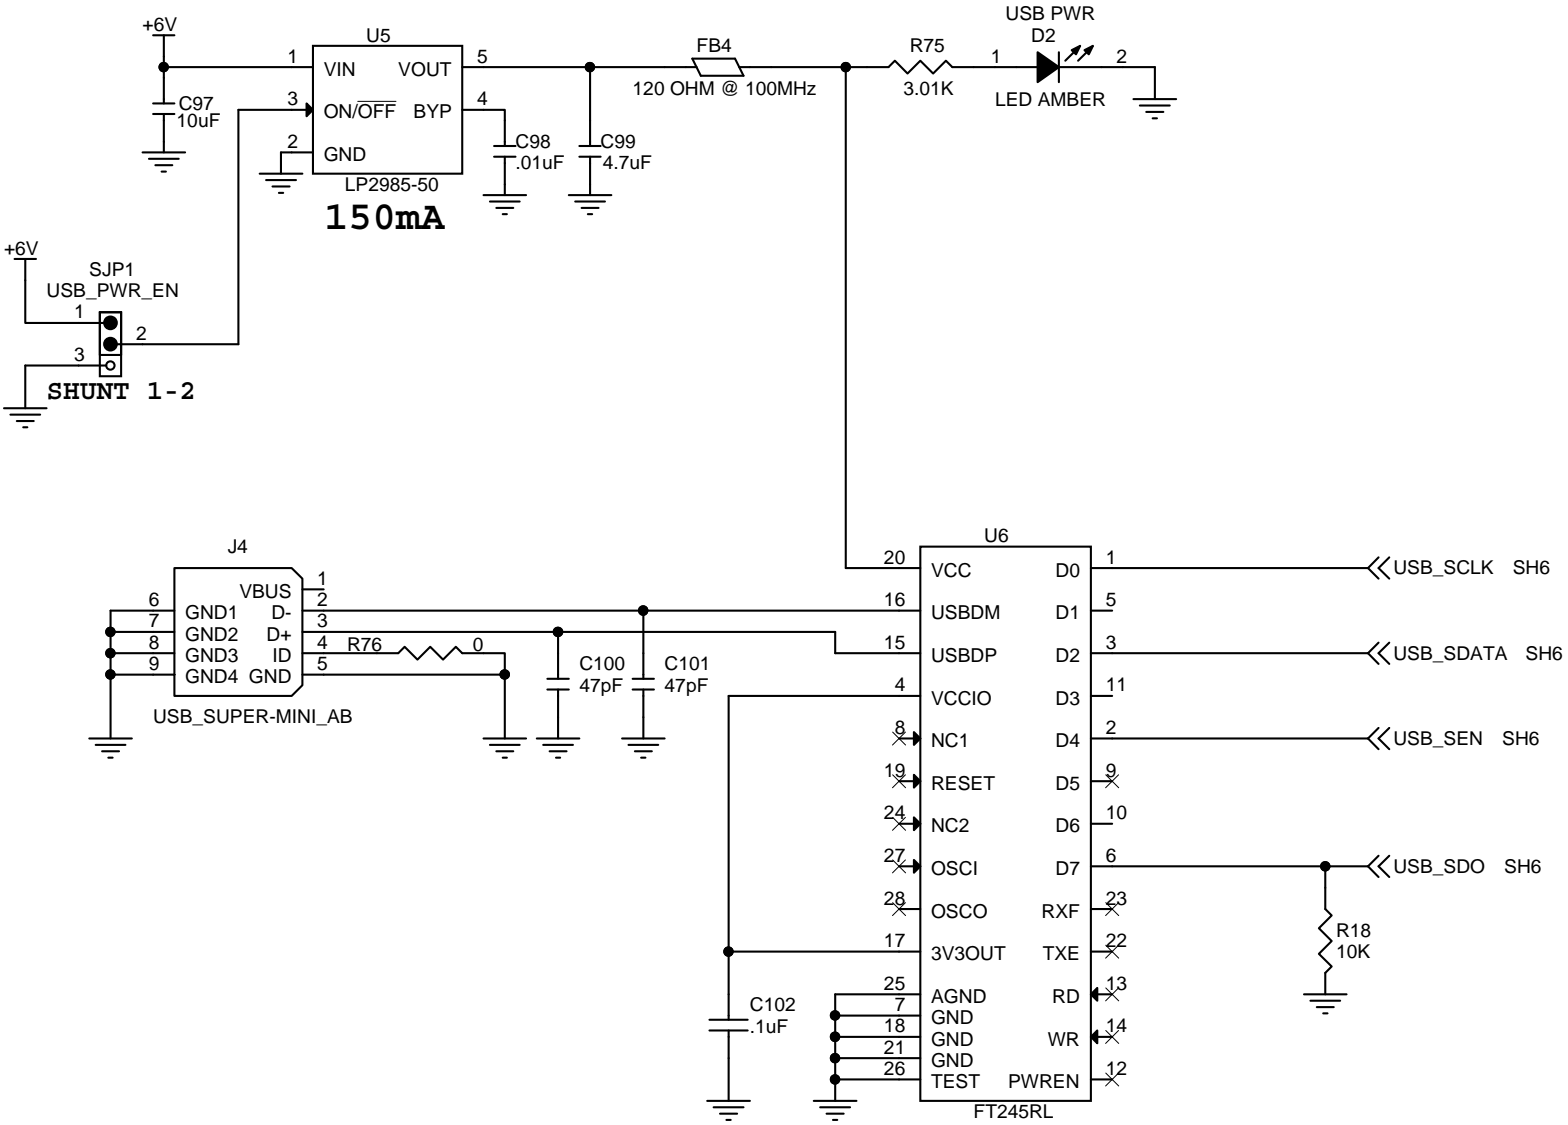 +6V
C97
10uF
U5
1
VIN
VOUT
5
3
ON/OFF
BYP
4
2
GND
LP2985-50
150mA
C98
.01uF
C99
4.7uF
FB4
120 OHM @ 100MHz
R75
3.01K
USB PWR
D2
1
2
LED AMBER
+6V
SJP1
USB_PWR_EN
1
2
3
SHUNT 1-2
J4
VBUS
1
6
GND1
D-
2
7
GND2
D+
3
8
GND3
ID
4
9
GND4
GND
5
USB_SUPER-MINI_AB
R76
0
C100
47pF
C101
47pF
C102
.1uF
U6
20
VCC
D0
1
USB_SCLK SH6
16
USBDM
D1
5
15
USBDP
D2
3
USB_SDATA SH6
4
VCCIO
D3
11
8
NC1
D4
2
USB_SEN SH6
19
RESET
D5
9
24
NC2
D6
10
27
OSCI
D7
6
USB_SDO SH6
28
OSCO
RXF
23
17
3V3OUT
TXE
22
25
AGND
RD
13
7
GND
18
GND
WR
14
21
GND
26
TEST
PWREN
12
FT245RL
R18
10K